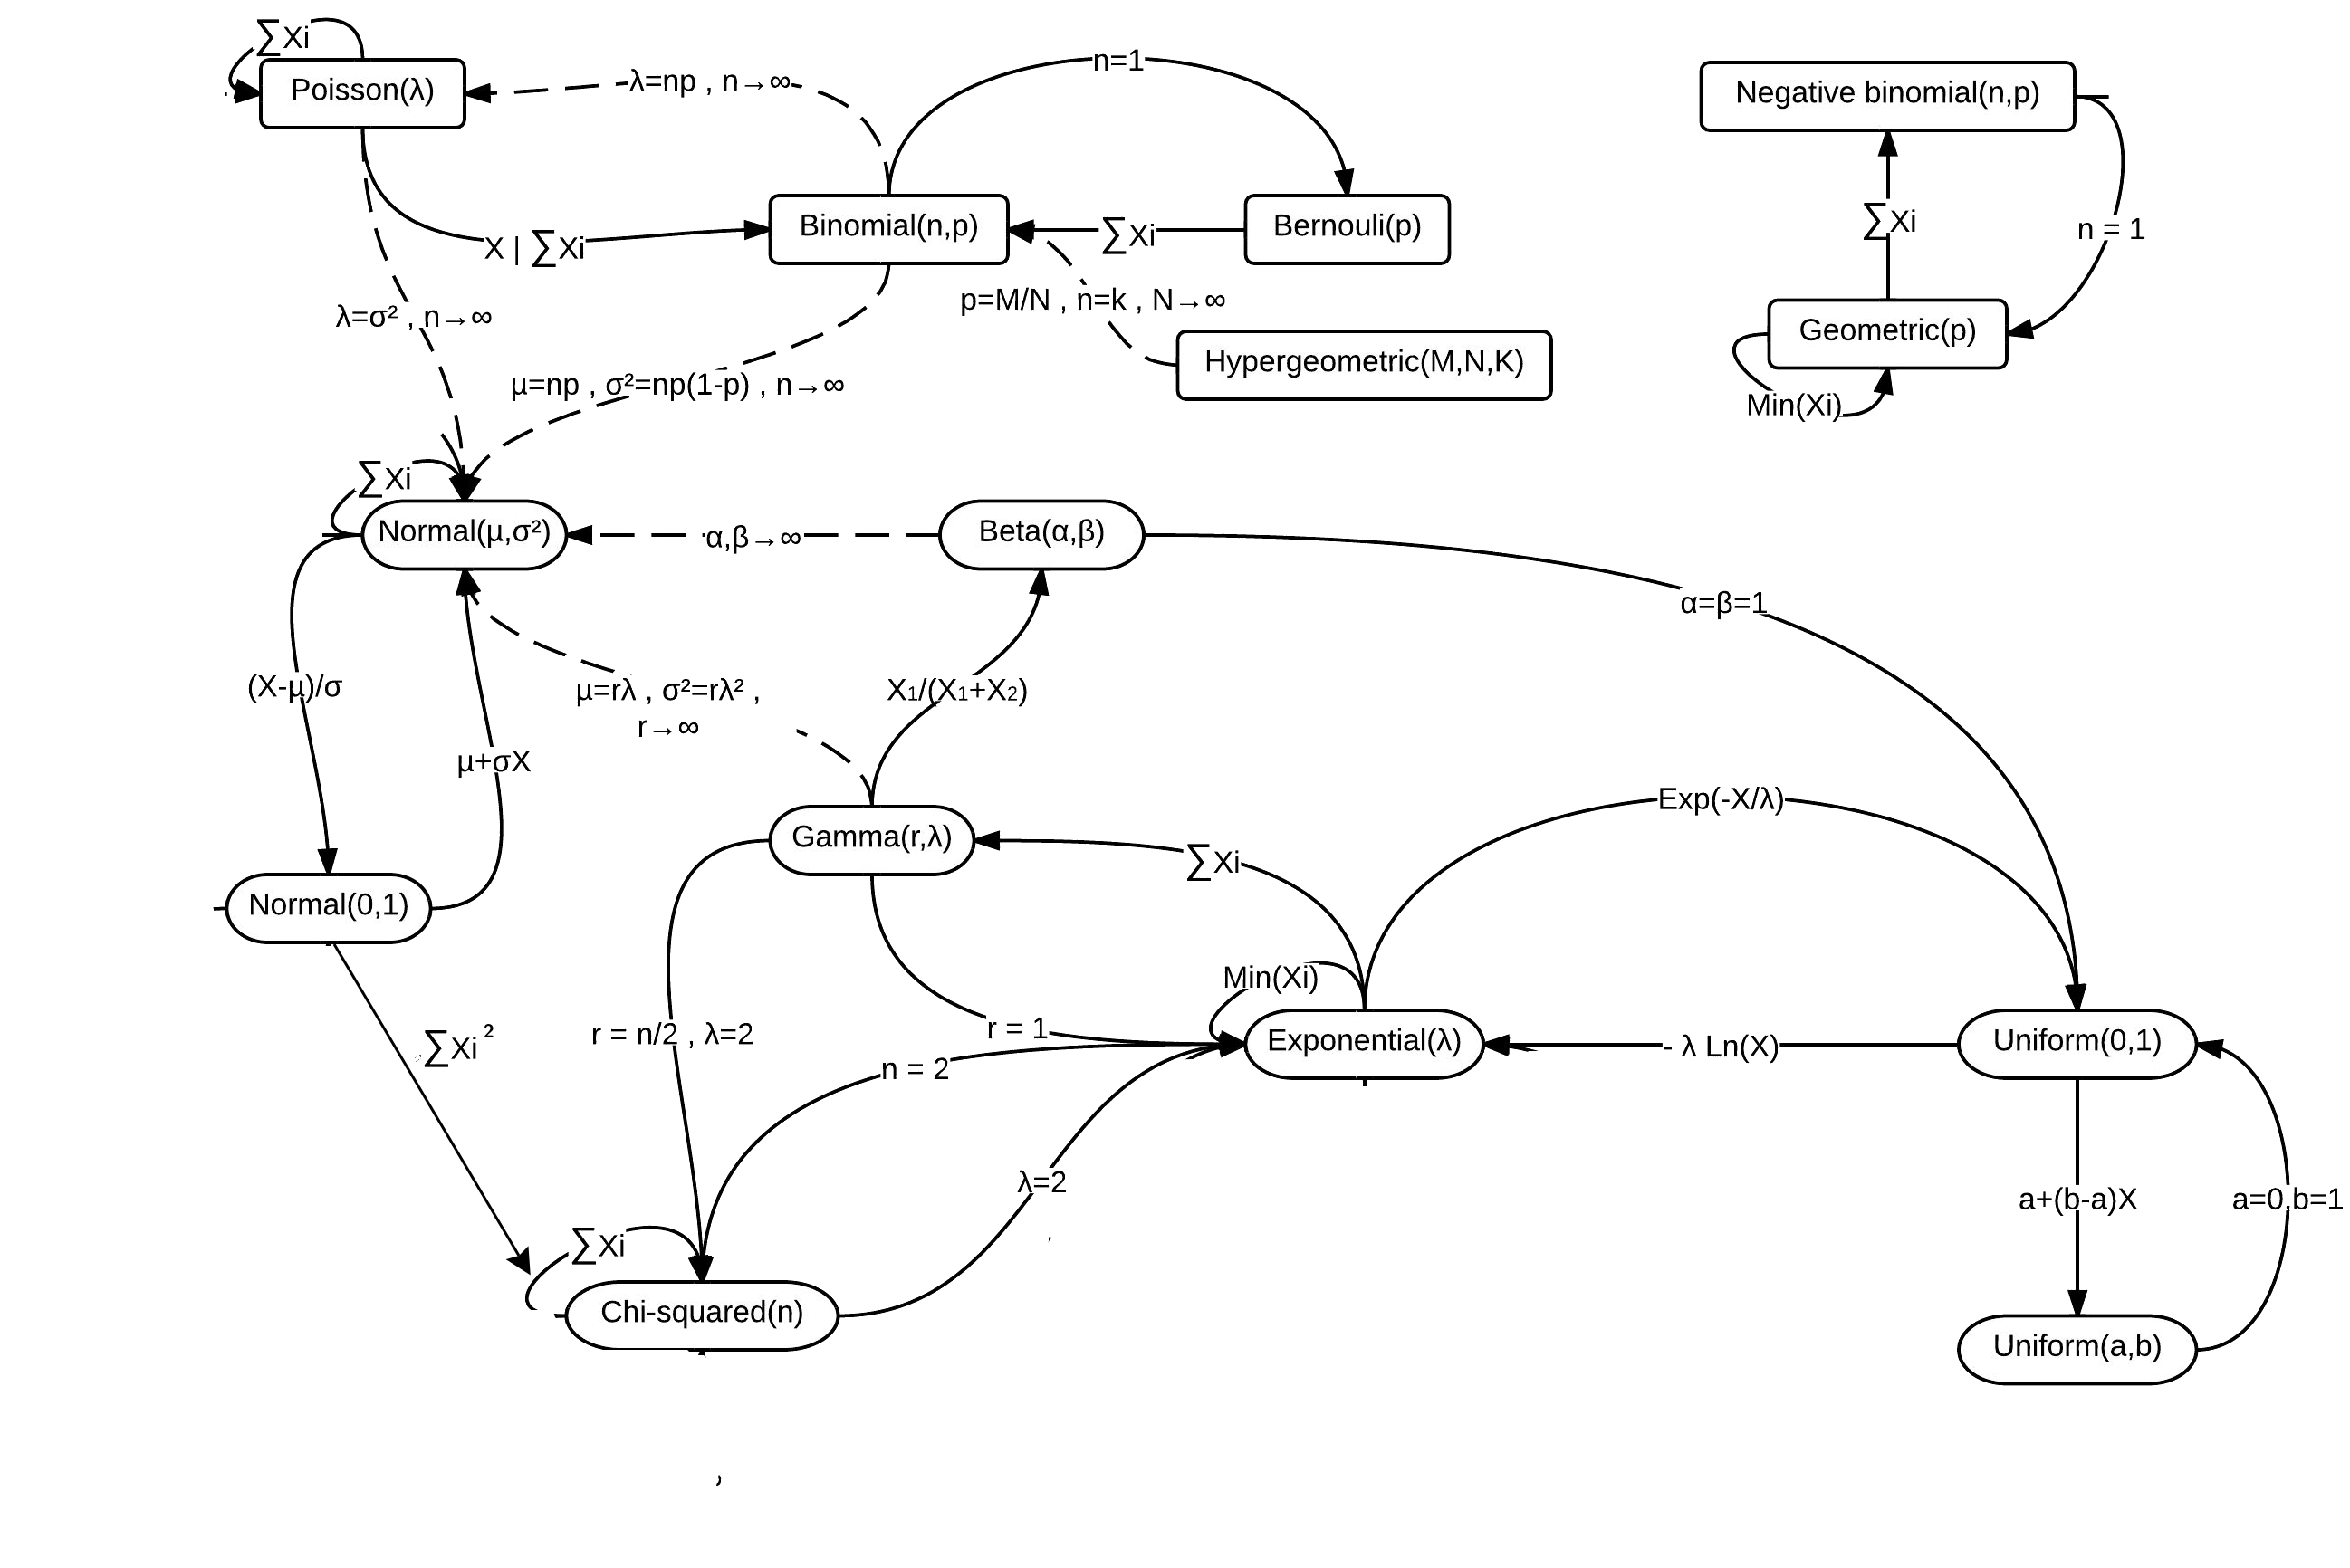 ∑Xi
Poisson(λ)
λ=np , n→∞
n=1
Negative binomial(n,p)
X | ∑Xi
Binomial(n,p)
∑Xi
Bernouli(p)
∑Xi
n = 1
p=M/N , n=k , N→∞
λ=σ² , n→∞
Hypergeometric(M,N,K)
Geometric(p)
µ=np , σ²=np(1-p) , n→∞
Min(Xi)
∑Xi
Normal(µ,σ²)
α,β→∞
Beta(α,β)
α=β=1
(X-µ)/σ
µ=rλ , σ²=rλ² ,
r→∞
X1/(X1+X2)
µ+σX
Exp(-X/λ)
Gamma(r,λ)
∑Xi
Normal(0,1)
Min(Xi)
∑Xi ²
r = n/2 , λ=2
r = 1
n = 2
Exponential(λ)
- λ Ln(X)
Uniform(0,1)
λ=2
a+(b-a)X
a=0,b=1
∑Xi
Chi-squared(n)
Uniform(a,b)